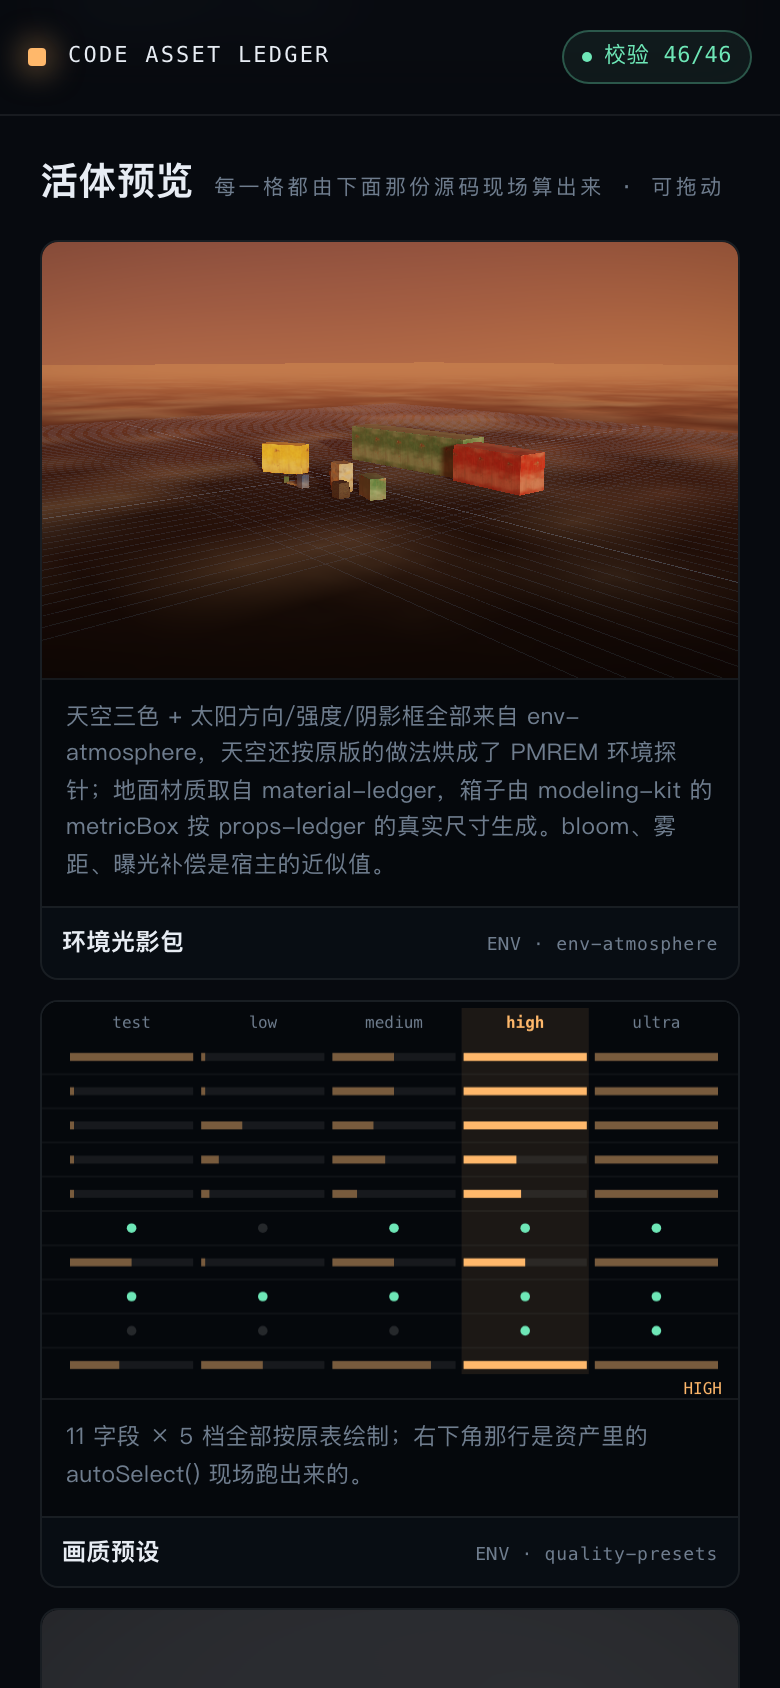 CODE ASSET LEDGER
校验 46/46
活体预览 每一格都由下面那份源码现场算出来 · 可拖动
天空三色 + 太阳方向/强度/阴影框全部来自 env-
atmosphere，天空还按原版的做法烘成了 PMREM 环境探
针；地面材质取自 material-ledger，箱子由 modeling-kit 的
metricBox 按 props-ledger 的真实尺寸生成。bloom、雾
距、曝光补偿是宿主的近似值。
环境光影包 ENV · env-atmosphere
test low medium high ultra
HIGH
11 字段 × 5 档全部按原表绘制；右下角那行是资产里的
autoSelect() 现场跑出来的。
画质预设 ENV · quality-presets